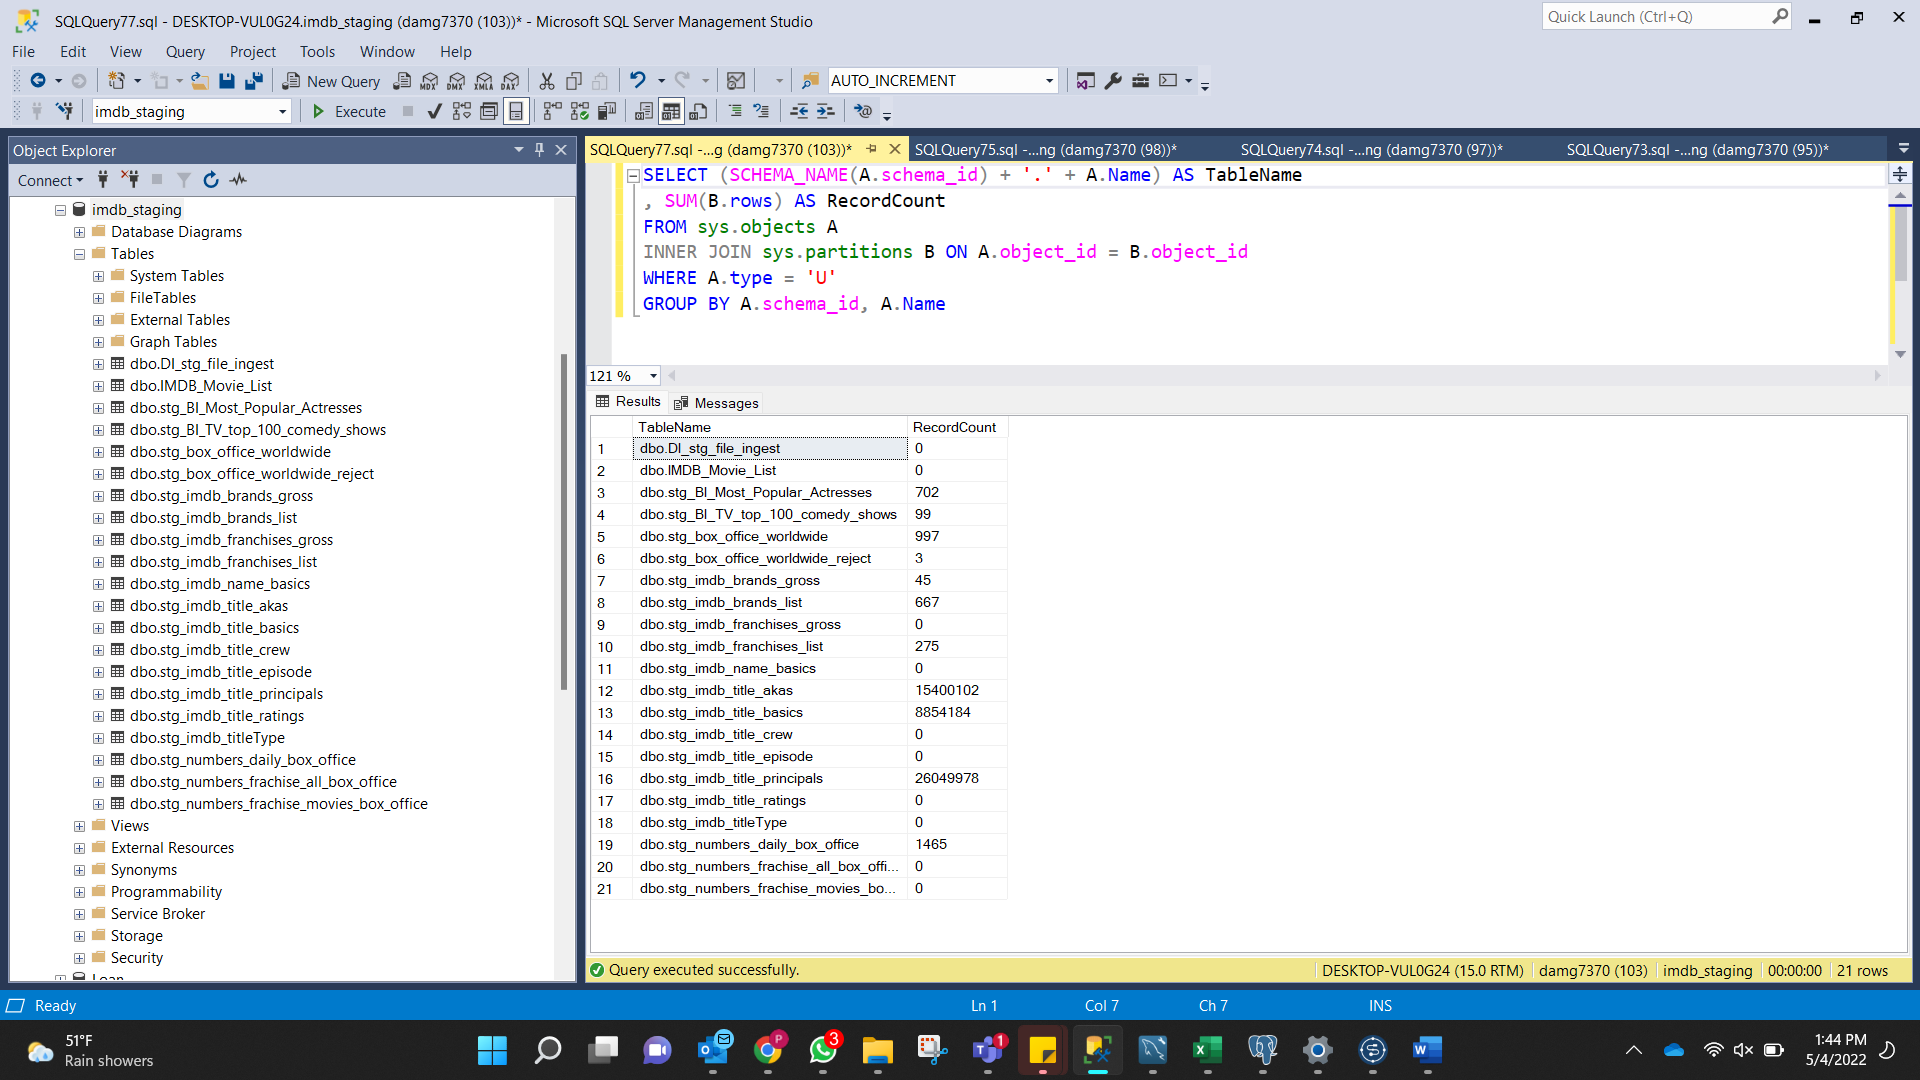 SQLQuery77.sql - DESKTOP-VUL0G24.imdb_staging (damg7370 (103))* - Microsoft SQL Server Management Studio
Quick Launch (Ctrl+Q)
File Edit View Query Project Tools Window Help
New Query
MDX DMX XMLA DAX
AUTO_INCREMENT
imdb_staging
Execute
Object Explorer
Connect
imdb_staging
Database Diagrams
Tables
System Tables
FileTables
External Tables
Graph Tables
dbo.DI_stg_file_ingest
dbo.IMDB_Movie_List
dbo.stg_BI_Most_Popular_Actresses
dbo.stg_BI_TV_top_100_comedy_shows
dbo.stg_box_office_worldwide
dbo.stg_box_office_worldwide_reject
dbo.stg_imdb_brands_gross
dbo.stg_imdb_brands_list
dbo.stg_imdb_franchises_gross
dbo.stg_imdb_franchises_list
dbo.stg_imdb_name_basics
dbo.stg_imdb_title_akas
dbo.stg_imdb_title_basics
dbo.stg_imdb_title_crew
dbo.stg_imdb_title_episode
dbo.stg_imdb_title_principals
dbo.stg_imdb_title_ratings
dbo.stg_imdb_titleType
dbo.stg_numbers_daily_box_office
dbo.stg_numbers_frachise_all_box_office
dbo.stg_numbers_frachise_movies_box_office
Views
External Resources
Synonyms
Programmability
Service Broker
Storage
Security
Loan
SQLQuery77.sql -...g (damg7370 (103))* SQLQuery75.sql -...ng (damg7370 (98))* SQLQuery74.sql -...ng (damg7370 (97))* SQLQuery73.sql -...ng (damg7370 (95))*
SELECT (SCHEMA_NAME(A.schema_id) + '.' + A.Name) AS TableName
, SUM(B.rows) AS RecordCount
FROM sys.objects A
INNER JOIN sys.partitions B ON A.object_id = B.object_id
WHERE A.type = 'U'
GROUP BY A.schema_id, A.Name
121 %
Results Messages
TableName RecordCount
1 dbo.DI_stg_file_ingest 0
2 dbo.IMDB_Movie_List 0
3 dbo.stg_BI_Most_Popular_Actresses 702
4 dbo.stg_BI_TV_top_100_comedy_shows 99
5 dbo.stg_box_office_worldwide 997
6 dbo.stg_box_office_worldwide_reject 3
7 dbo.stg_imdb_brands_gross 45
8 dbo.stg_imdb_brands_list 667
9 dbo.stg_imdb_franchises_gross 0
10 dbo.stg_imdb_franchises_list 275
11 dbo.stg_imdb_name_basics 0
12 dbo.stg_imdb_title_akas 15400102
13 dbo.stg_imdb_title_basics 8854184
14 dbo.stg_imdb_title_crew 0
15 dbo.stg_imdb_title_episode 0
16 dbo.stg_imdb_title_principals 26049978
17 dbo.stg_imdb_title_ratings 0
18 dbo.stg_imdb_titleType 0
19 dbo.stg_numbers_daily_box_office 1465
20 dbo.stg_numbers_frachise_all_box_offi... 0
21 dbo.stg_numbers_frachise_movies_bo... 0
Query executed successfully. DESKTOP-VUL0G24 (15.0 RTM) damg7370 (103) imdb_staging 00:00:00 21 rows
Ready Ln 1 Col 7 Ch 7 INS
51°F
Rain showers
P 3 1
1:44 PM
5/4/2022